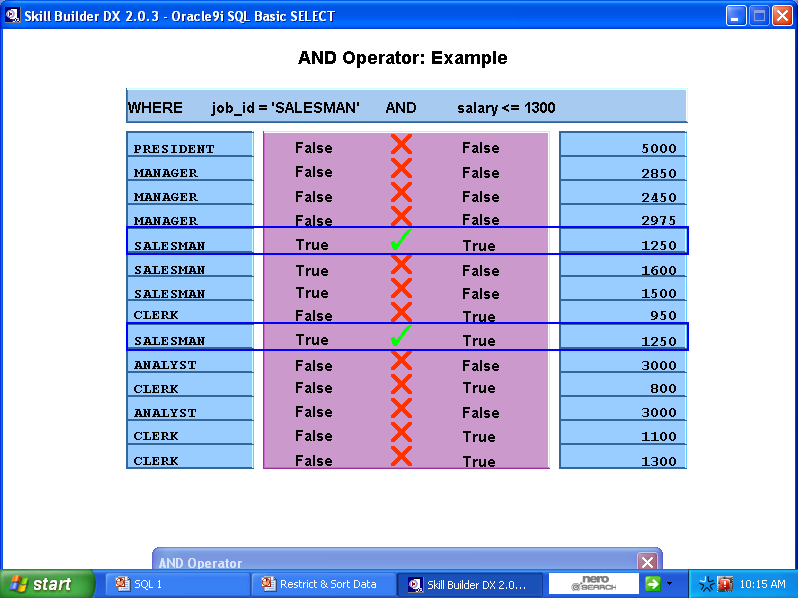 Skill Builder DX 2.0.3 - Oracle9i SQL Basic SELECT
AND Operator: Example
WHERE job_id = 'SALESMAN' AND salary <= 1300
PRESIDENT False False 5000
MANAGER False False 2850
MANAGER False False 2450
MANAGER False False 2975
SALESMAN True True 1250
SALESMAN True False 1600
SALESMAN True False 1500
CLERK False True 950
SALESMAN True True 1250
ANALYST False False 3000
CLERK False True 800
ANALYST False False 3000
CLERK False True 1100
CLERK False True 1300
AND Operator
start SQL 1 Restrict & Sort Data Skill Builder DX 2.0... nero @SEARCH 10:15 AM